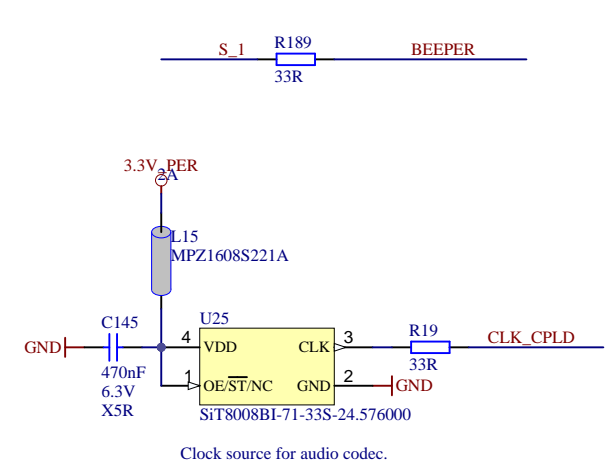 S_1 R189 BEEPER
33R
3.3V_PER
2A
L15
MPZ1608S221A
C145 U25
R19 CLK_CPLD
GND 4 VDD CLK 3
33R
470nF 1 OE/ST/NC GND 2 GND
6.3V
X5R SiT8008BI-71-33S-24.576000
Clock source for audio codec.